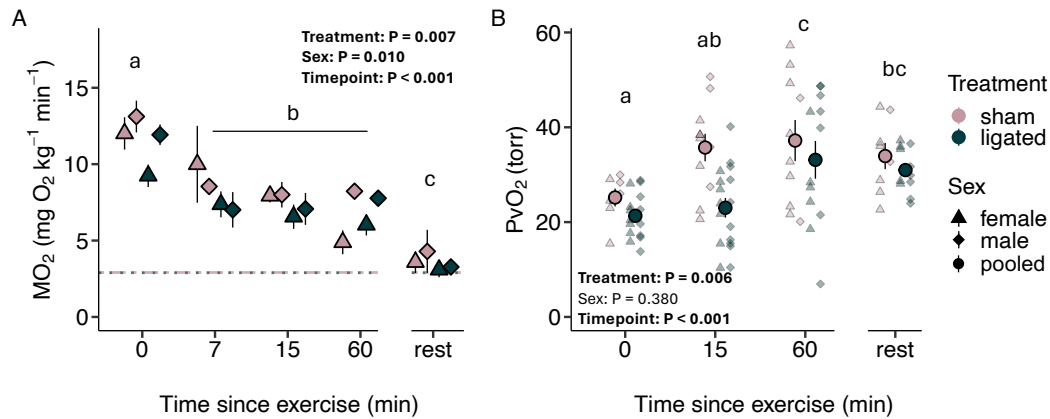 A
Treatment: P = 0.007
Sex: P = 0.010
Timepoint: P < 0.001
a
b
c
15
10
5
0
MO₂ (mg O₂ kg⁻¹ min⁻¹)
0 7 15 60 rest
Time since exercise (min)
B
a
ab
c
bc
60
40
20
0
PvO₂ (torr)
Treatment: P = 0.006
Sex: P = 0.380
Timepoint: P < 0.001
0 15 60 rest
Time since exercise (min)
Treatment
sham
ligated
Sex
female
male
pooled